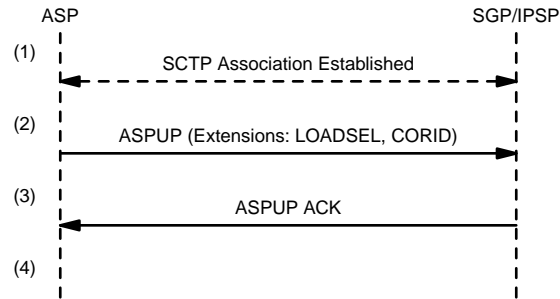 ASP SGP/IPSP
(1) SCTP Association Established
(2) ASPUP (Extensions: LOADSEL, CORID)
(3) ASPUP ACK
(4)